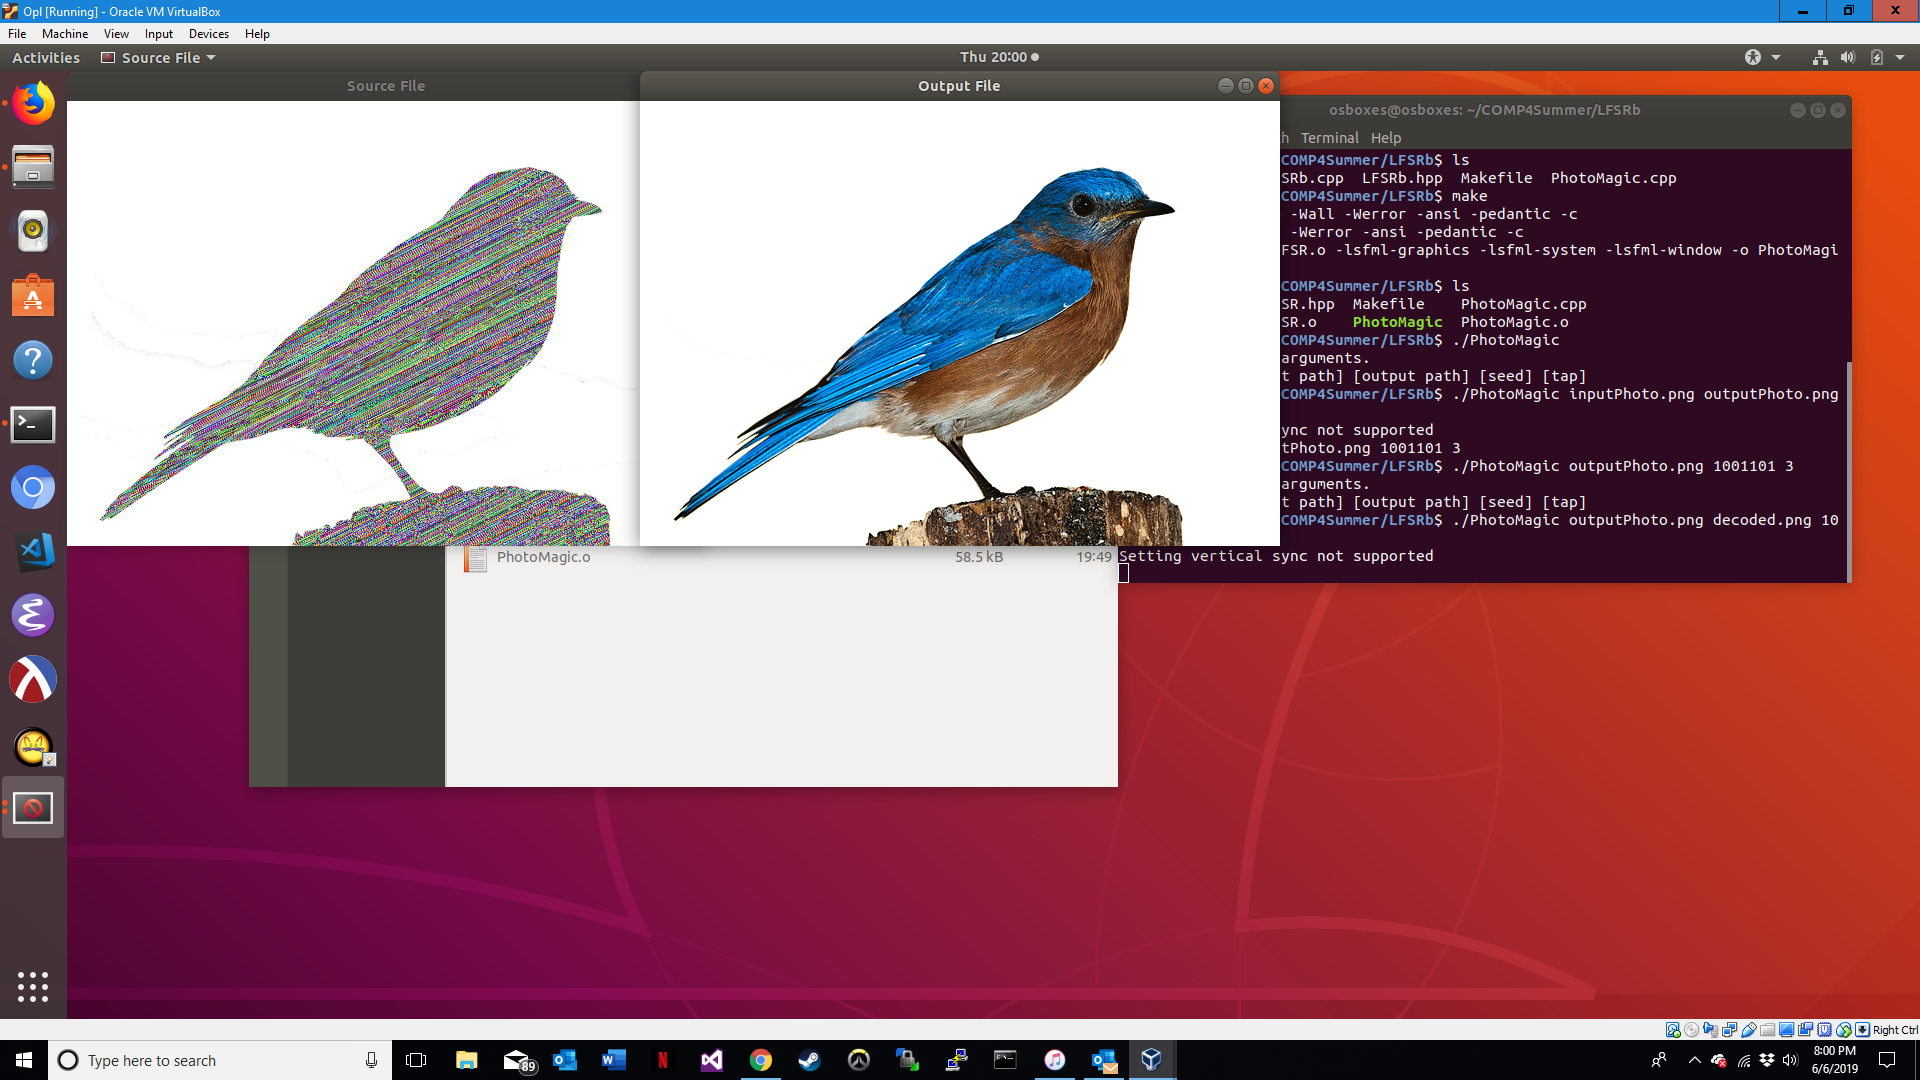 Opl [Running] - Oracle VM VirtualBox
File Machine View Input Devices Help
Activities Source File Thu 20:00
Source File
Output File
osboxes@osboxes: ~/COMP4Summer/LFSRb
h Terminal Help
COMP4Summer/LFSRb$ ls
SRb.cpp LFSRb.hpp Makefile PhotoMagic.cpp
COMP4Summer/LFSRb$ make
-Wall -Werror -ansi -pedantic -c
-Werror -ansi -pedantic -c
FSR.o -lsfml-graphics -lsfml-system -lsfml-window -o PhotoMagi
COMP4Summer/LFSRb$ ls
SR.hpp Makefile PhotoMagic.cpp
SR.o PhotoMagic PhotoMagic.o
COMP4Summer/LFSRb$ ./PhotoMagic
arguments.
t path] [output path] [seed] [tap]
COMP4Summer/LFSRb$ ./PhotoMagic inputPhoto.png outputPhoto.png
ync not supported
tPhoto.png 1001101 3
COMP4Summer/LFSRb$ ./PhotoMagic outputPhoto.png 1001101 3
arguments.
t path] [output path] [seed] [tap]
COMP4Summer/LFSRb$ ./PhotoMagic outputPhoto.png decoded.png 10
Setting vertical sync not supported
PhotoMagic.o 58.5 kB 19:49
Right Ctrl
Type here to search
89
8:00 PM
6/6/2019